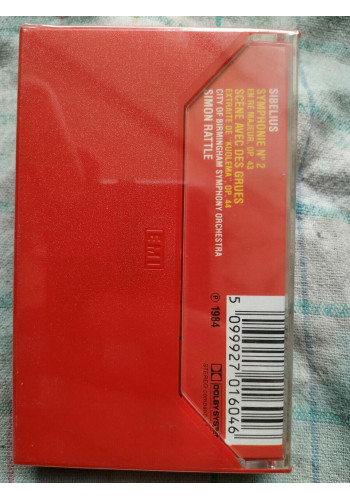 SIBELIUS
SYMPHONIE N° 2
EN RÉ MAJEUR, OP. 43
SCÈNE AVEC DES GRUES
EXTRAITE DE "KUOLEMA", OP. 44
CITY OF BIRMINGHAM SYMPHONY ORCHESTRA
SIMON RATTLE
℗ 1984
5 099927 016046
DOLBY SYSTEM
STEREO
EMI